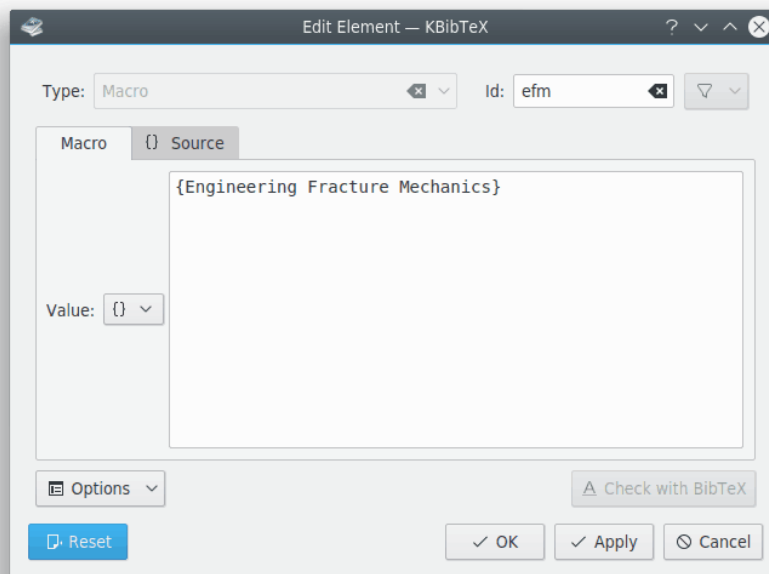 Edit Element — KBibTeX
Type: Macro Id: efm
Macro {} Source
{Engineering Fracture Mechanics}
Value: {}
Options Check with BibTeX
Reset OK Apply Cancel